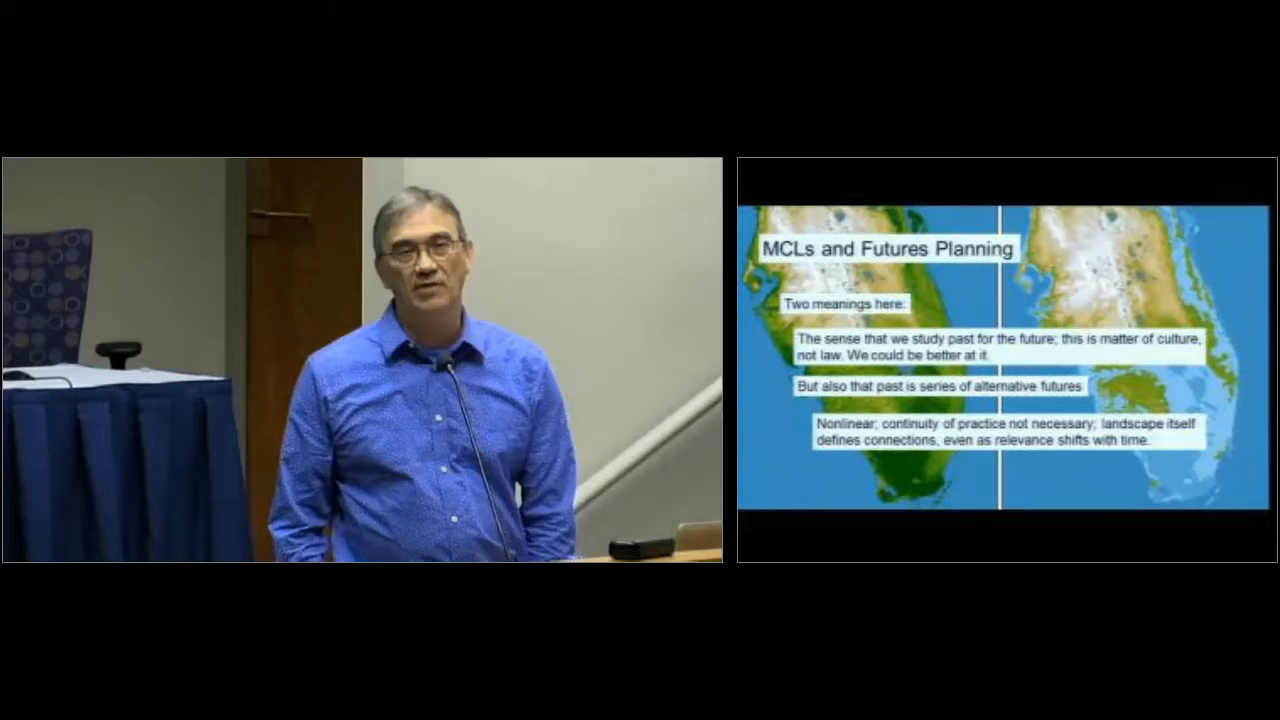 MCLs and Futures Planning
Two meanings here:
The sense that we study past for the future; this is matter of culture,
not law. We could be better at it.
But also that past is series of alternative futures
Nonlinear; continuity of practice not necessary; landscape itself
defines connections, even as relevance shifts with time.